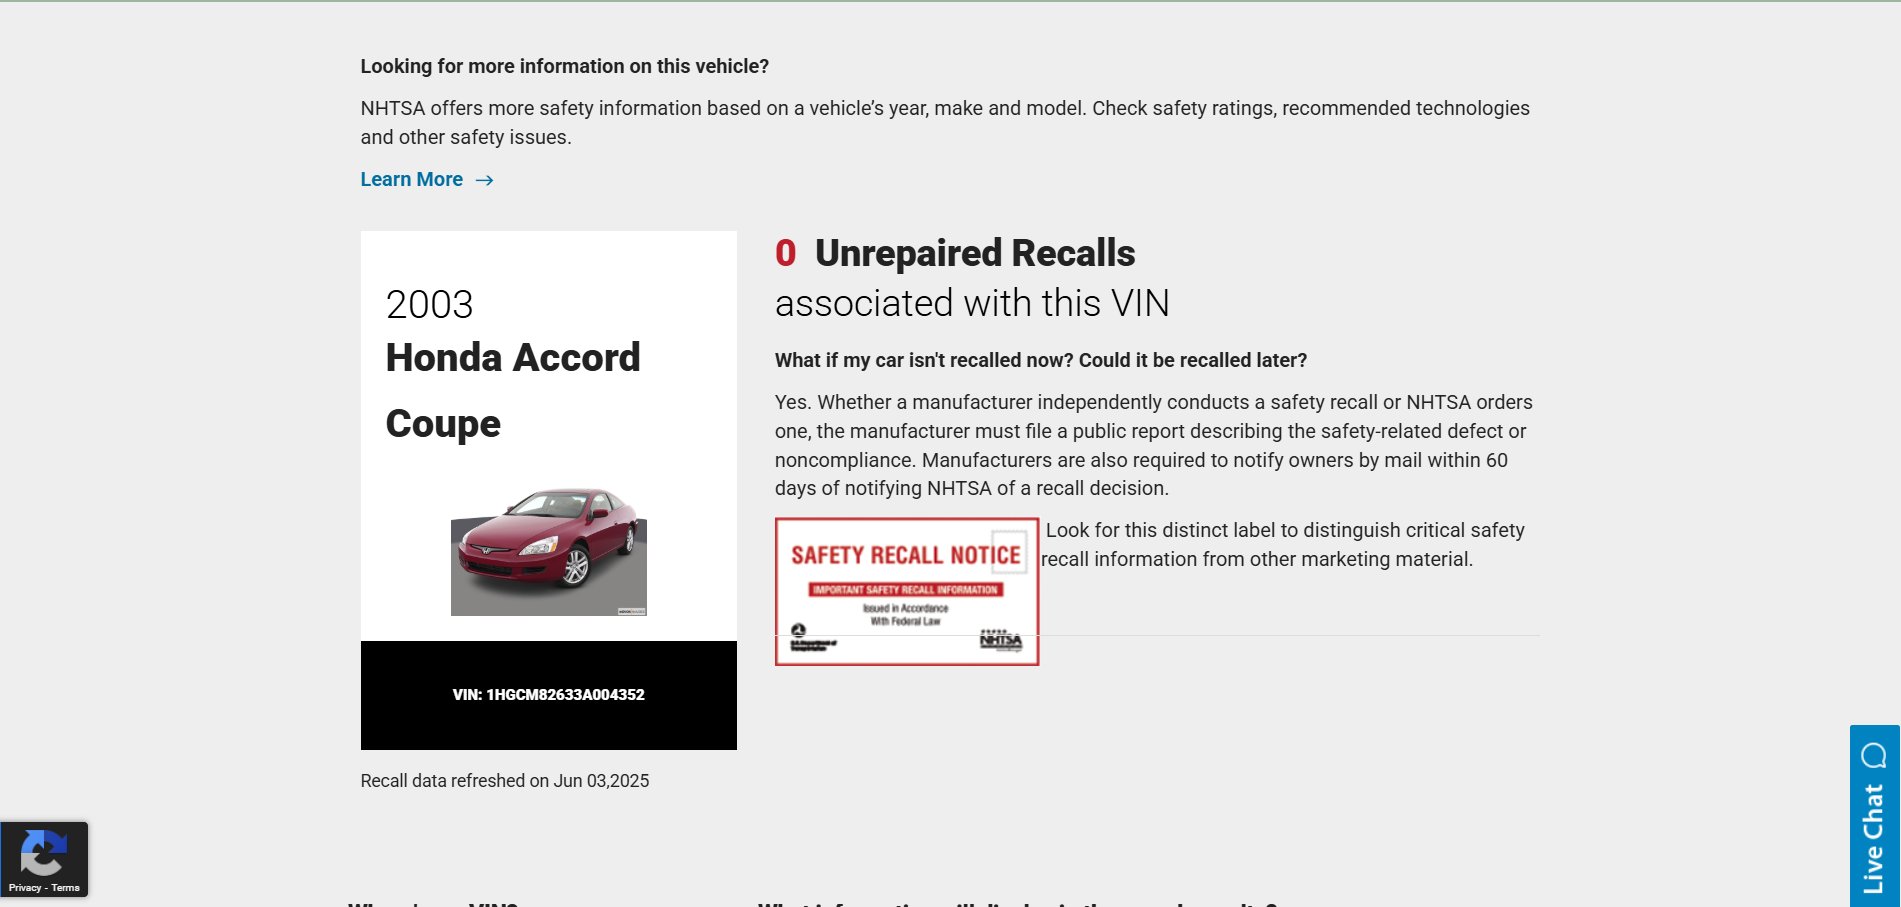 Looking for more information on this vehicle?
NHTSA offers more safety information based on a vehicle’s year, make and model. Check safety ratings, recommended technologies
and other safety issues.
Learn More →
2003
Honda Accord
Coupe
VIN: 1HGCM82633A004352
Recall data refreshed on Jun 03,2025
0 Unrepaired Recalls
associated with this VIN
What if my car isn't recalled now? Could it be recalled later?
Yes. Whether a manufacturer independently conducts a safety recall or NHTSA orders
one, the manufacturer must file a public report describing the safety-related defect or
noncompliance. Manufacturers are also required to notify owners by mail within 60
days of notifying NHTSA of a recall decision.
SAFETY RECALL NOTICE
IMPORTANT SAFETY RECALL INFORMATION
Issued in Accordance
With Federal Law
NHTSA
Look for this distinct label to distinguish critical safety
recall information from other marketing material.
Live Chat
Privacy - Terms